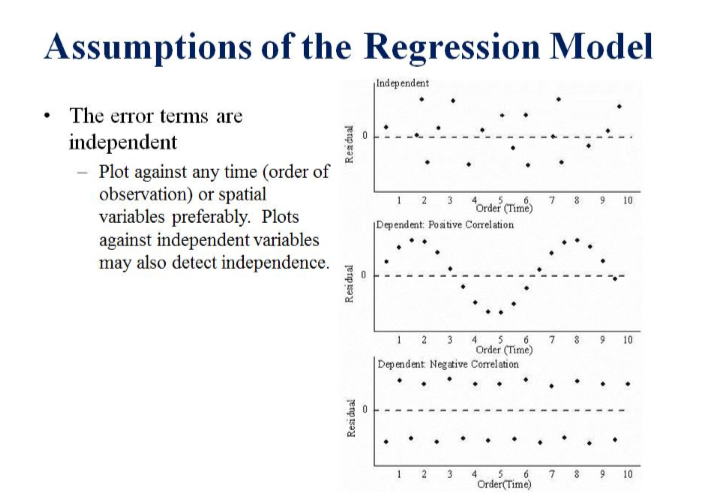 Assumptions of the Regression Model
• The error terms are
independent
– Plot against any time (order of
observation) or spatial
variables preferably. Plots
against independent variables
may also detect independence.
Independent
Residual
0
1 2 3 4 5 6 7 8 9 10
Order (Time)
Dependent: Positive Correlation
Residual
0
1 2 3 4 5 6 7 8 9 10
Order (Time)
Dependent: Negative Correlation
Residual
0
1 2 3 4 5 6 7 8 9 10
Order(Time)